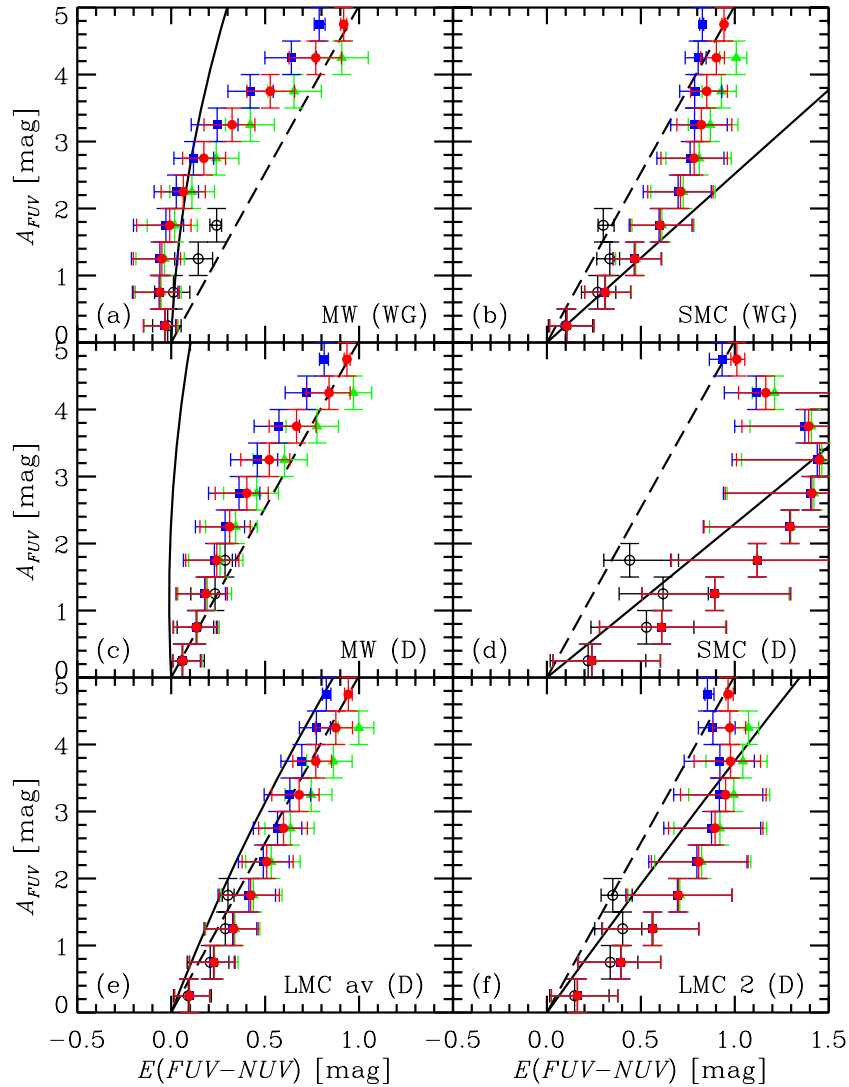 5
4
3
2
1
0
A_FUV [mag]
(a)
MW (WG)
(b)
SMC (WG)
5
4
3
2
1
0
A_FUV [mag]
(c)
MW (D)
(d)
SMC (D)
5
4
3
2
1
0
A_FUV [mag]
(e)
LMC av (D)
(f)
LMC 2 (D)
-0.5 0.0 0.5 1.0 -0.5 0.0 0.5 1.0 1.5
E(FUV-NUV) [mag] E(FUV-NUV) [mag]